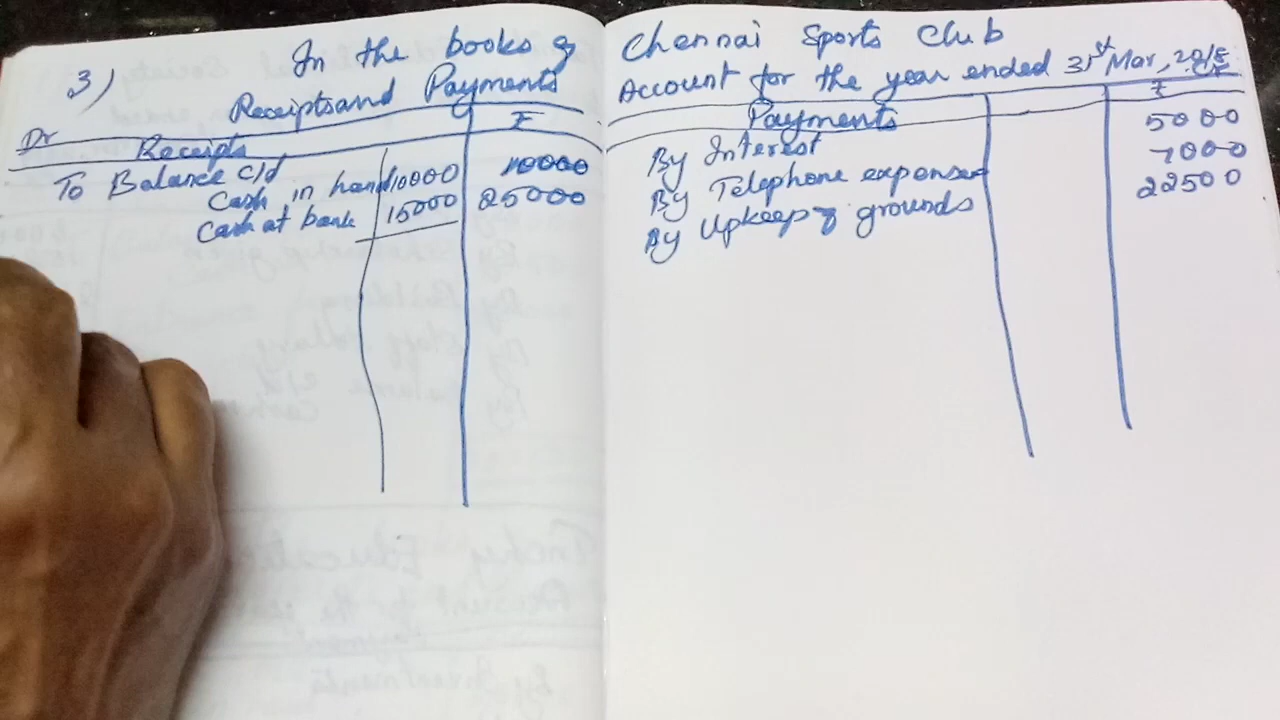 3) In the books of Chennai Sports Club
Receipts and Payments Account for the year ended 31st Mar, 2018
Dr Receipts ₹ Payments ₹ Cr
To Balance c/d
Cash in hand 10000 10000
Cash at bank 15000 25000
By Interest 5000
By Telephone expenses 7000
By Upkeep of grounds 22500